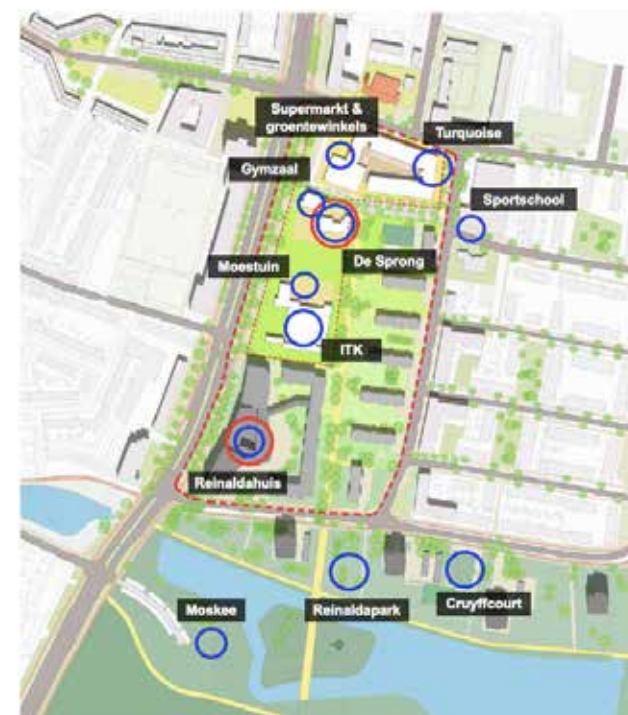 Supermarkt &
groentewinkels
Turquoise
Gymzaal
Sportschool
Moestuin
De Sprong
ITK
Reinaldahuis
Moskee
Reinaldapark
Cruyffcourt